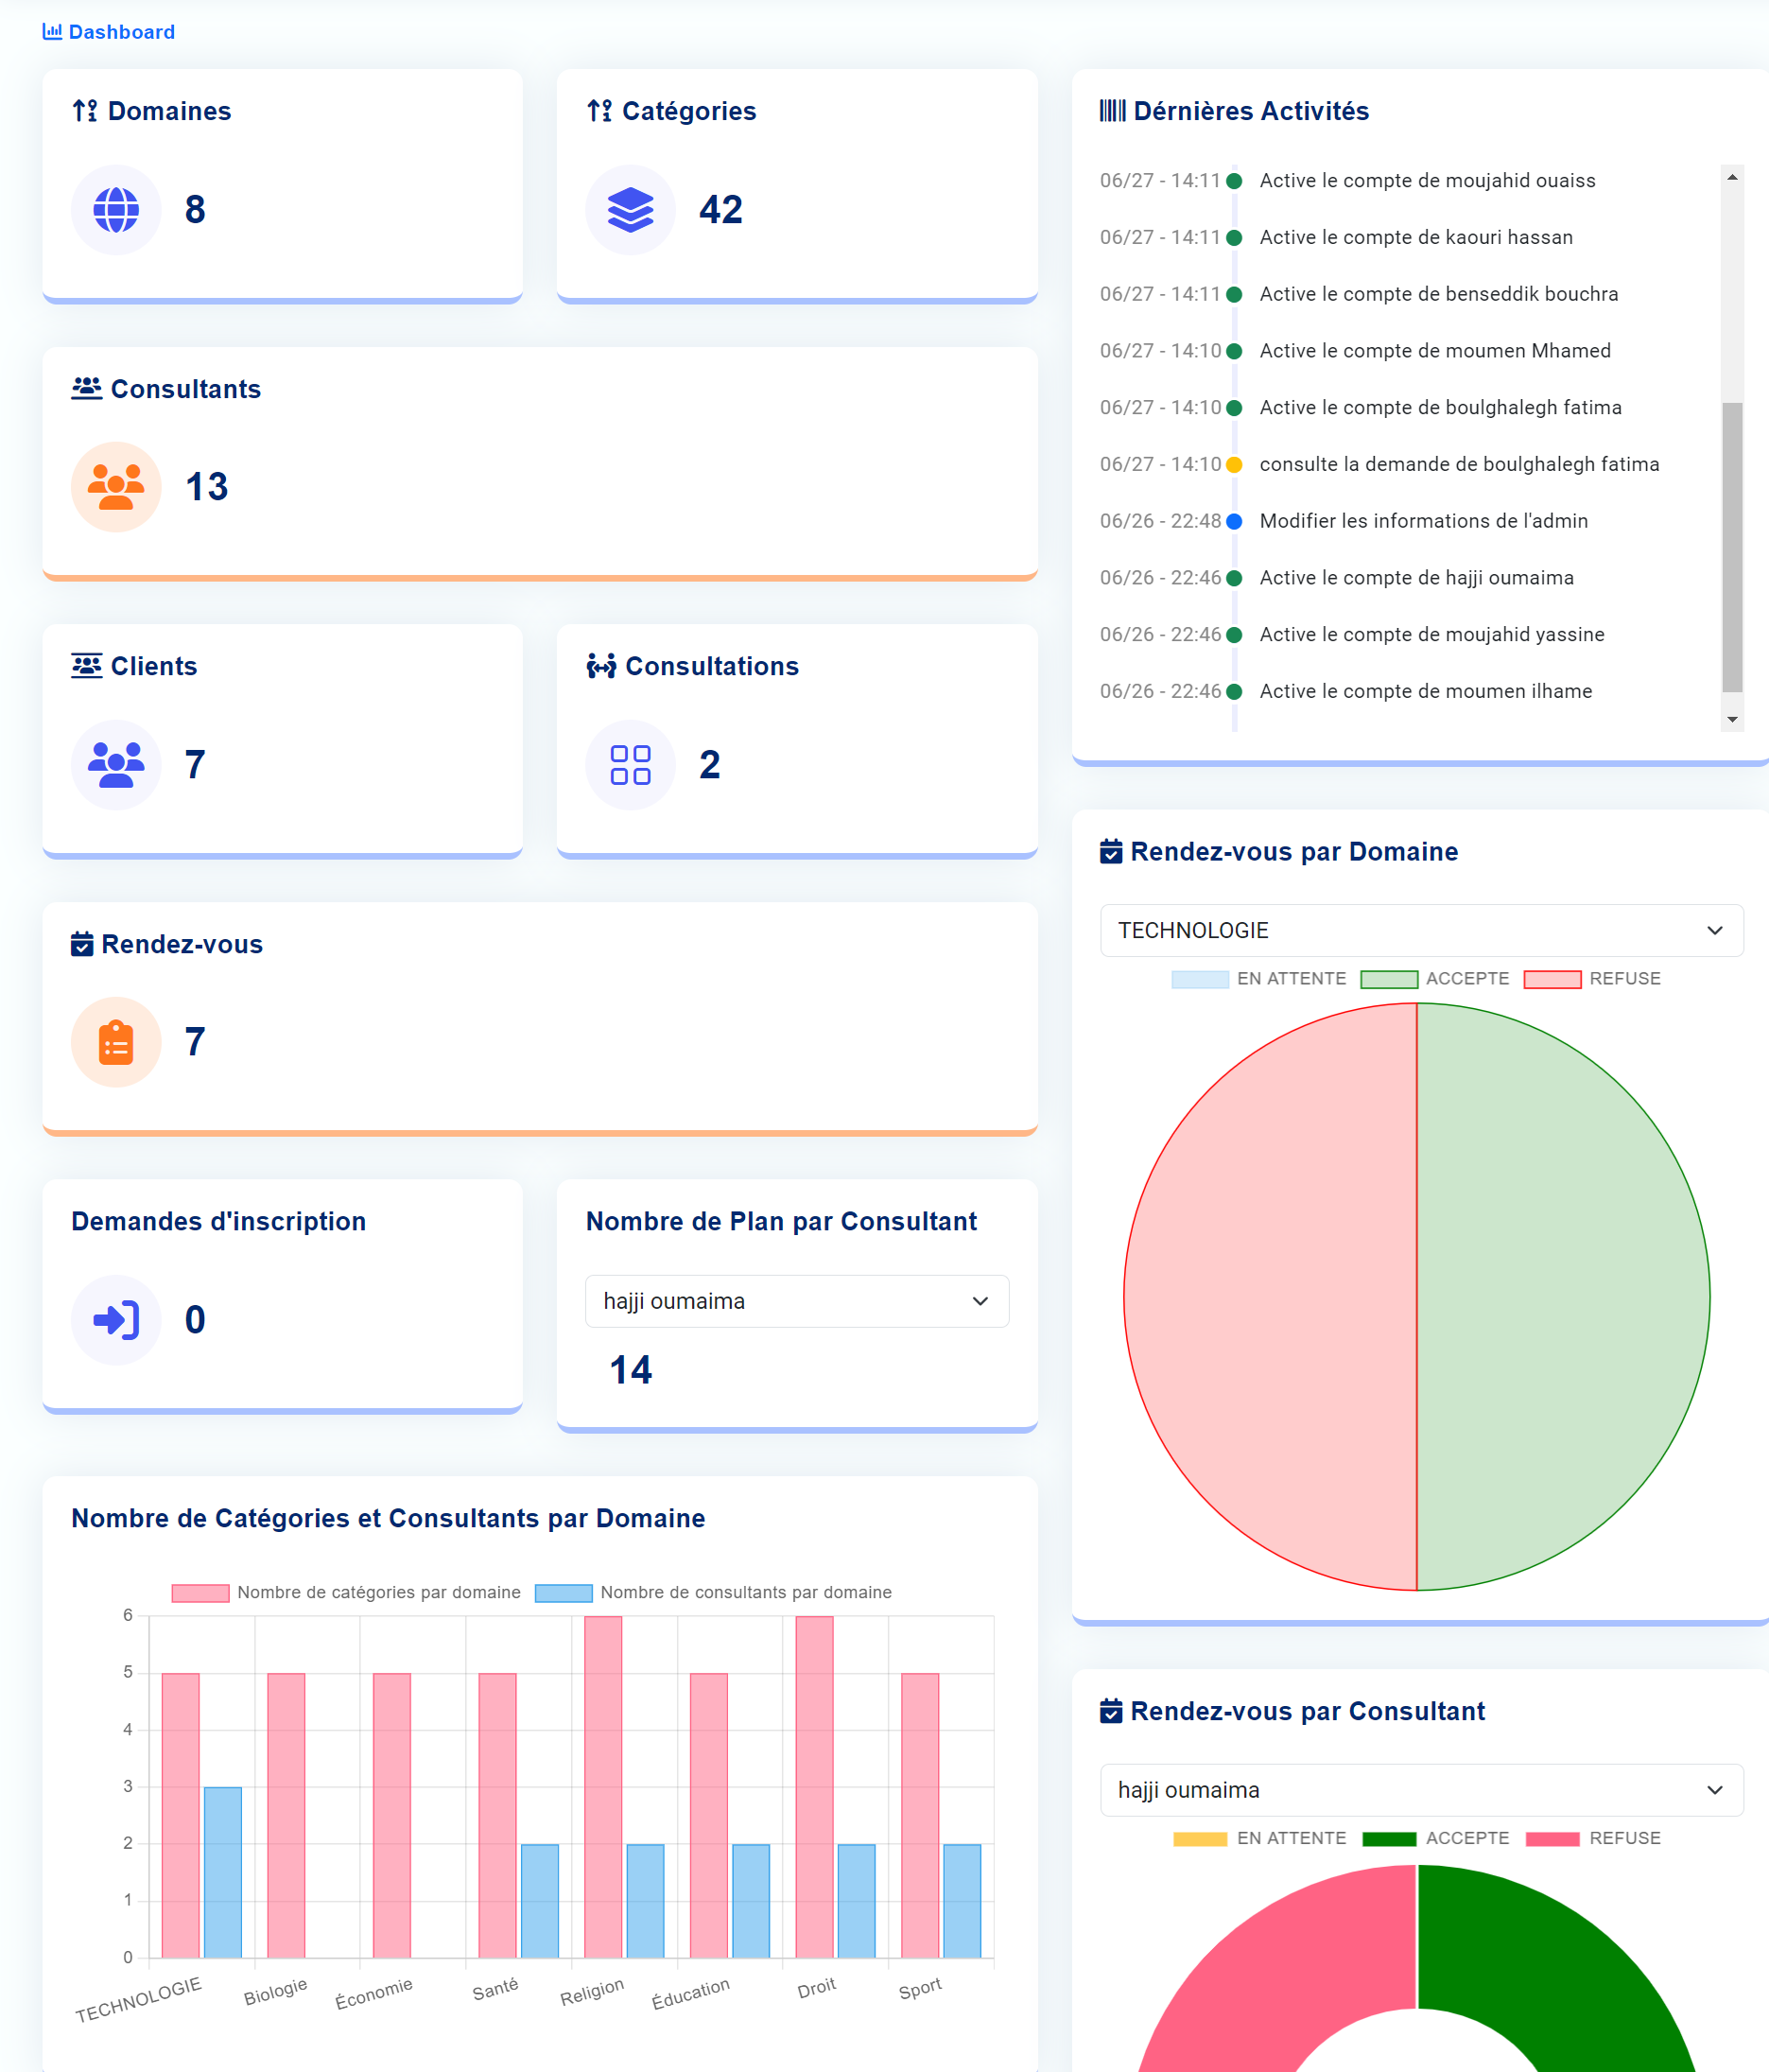 Dashboard
Domaines
8
Catégories
42
Consultants
13
Clients
7
Consultations
2
Rendez-vous
7
Demandes d'inscription
0
Nombre de Plan par Consultant
hajji oumaima
14
Nombre de Catégories et Consultants par Domaine
Nombre de catégories par domaine
Nombre de consultants par domaine
6
5
4
3
2
1
0
TECHNOLOGIE
Biologie
Économie
Santé
Religion
Éducation
Droit
Sport
Dérnières Activités
06/27 - 14:11 Active le compte de moujahid ouaiss
06/27 - 14:11 Active le compte de kaouri hassan
06/27 - 14:11 Active le compte de benseddik bouchra
06/27 - 14:10 Active le compte de moumen Mhamed
06/27 - 14:10 Active le compte de boulghalegh fatima
06/27 - 14:10 consulte la demande de boulghalegh fatima
06/26 - 22:48 Modifier les informations de l'admin
06/26 - 22:46 Active le compte de hajji oumaima
06/26 - 22:46 Active le compte de moujahid yassine
06/26 - 22:46 Active le compte de moumen ilhame
Rendez-vous par Domaine
TECHNOLOGIE
EN ATTENTE ACCEPTE REFUSE
Rendez-vous par Consultant
hajji oumaima
EN ATTENTE ACCEPTE REFUSE